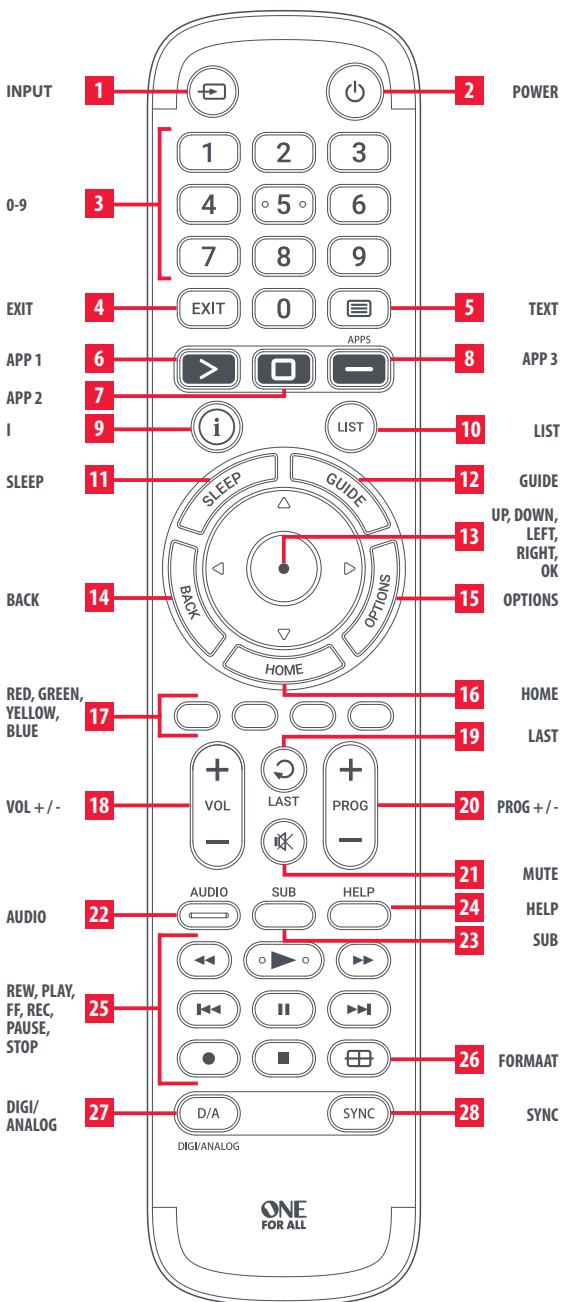 INPUT 1 2 POWER
1 2 3
0-9 3
4 5 6
7 8 9
EXIT 4 EXIT 0 5 TEXT
APPS
APP 1 6 8 APP 3
APP 2 7
I 9 i LIST 10 LIST
SLEEP 11 SLEEP GUIDE 12 GUIDE
13 UP, DOWN,
LEFT,
RIGHT,
OK
BACK 14 BACK OPTIONS 15 OPTIONS
HOME 16 HOME
RED, GREEN,
YELLOW,
BLUE
17
19 LAST
VOL + / - 18 + VOL – LAST + PROG – 20 PROG + / -
21 MUTE
AUDIO SUB HELP
AUDIO 22 24 HELP
23 SUB
REW, PLAY,
FF, REC,
PAUSE,
STOP
25
26 FORMAAT
DIGI/
ANALOG
27 D/A SYNC 28 SYNC
DIGI/ANALOG
ONE
FOR ALL